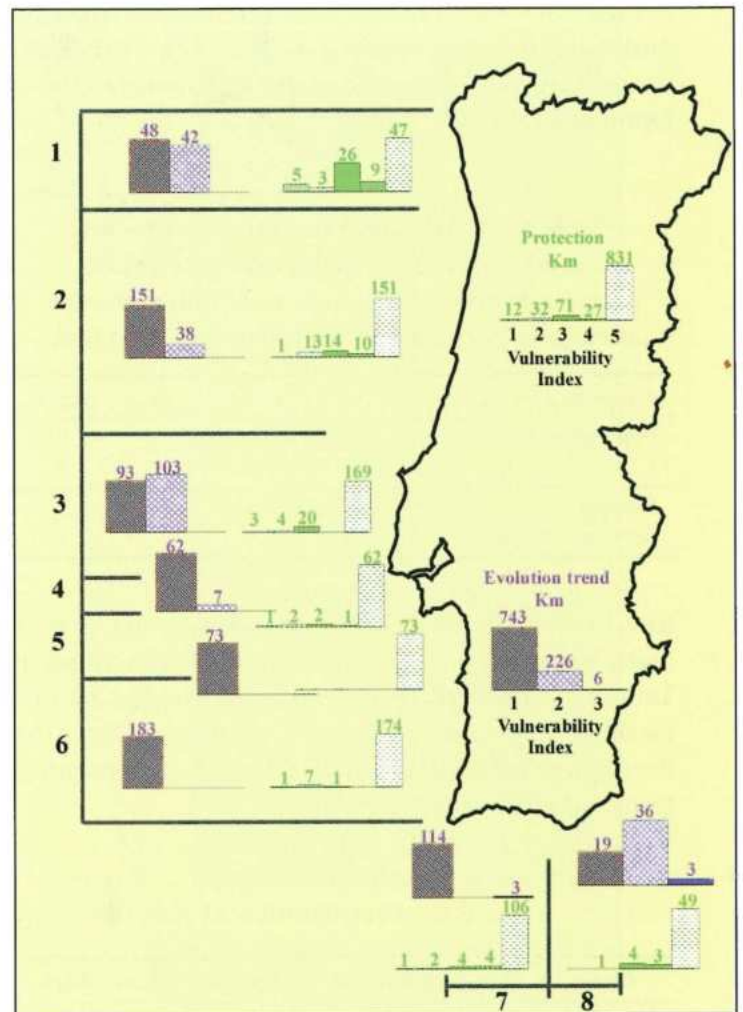 1
48 42
5 3 26 9 47
2
151 38
1 13 14 10 151
Protection
Km
12 32 71 27 831
1 2 3 4 5
Vulnerability
Index
3
93 103
3 4 20 169
4
62 7
1 2 2 1 62
5
73
73
Evolution trend
Km
743 226 6
1 2 3
Vulnerability
Index
6
183
1 7 1 174
114 3
1 2 4 4 106
19 36 3
1 4 3 49
7 8